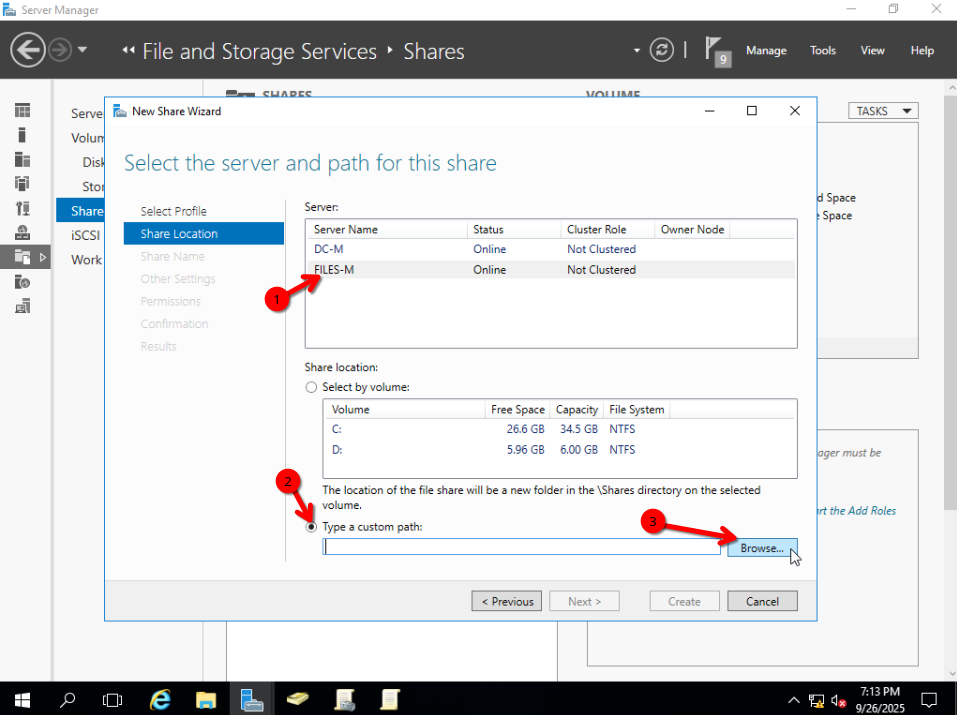 Server Manager
File and Storage Services Shares
9
Manage Tools View Help
SHARES
VOLUME
TASKS
Serve
Volum
Disk
Stor
Share
iSCSI
Work
New Share Wizard
Select the server and path for this share
Select Profile
Share Location
Share Name
Other Settings
Permissions
Confirmation
Results
Server:
Server Name Status Cluster Role Owner Node
DC-M Online Not Clustered
FILES-M Online Not Clustered
1
Share location:
Select by volume:
Volume Free Space Capacity File System
C: 26.6 GB 34.5 GB NTFS
D: 5.96 GB 6.00 GB NTFS
The location of the file share will be a new folder in the \Shares directory on the selected
volume.
2
Type a custom path:
3
Browse...
< Previous Next > Create Cancel
d Space
Space
ager must be
rt the Add Roles
7:13 PM
9/26/2025